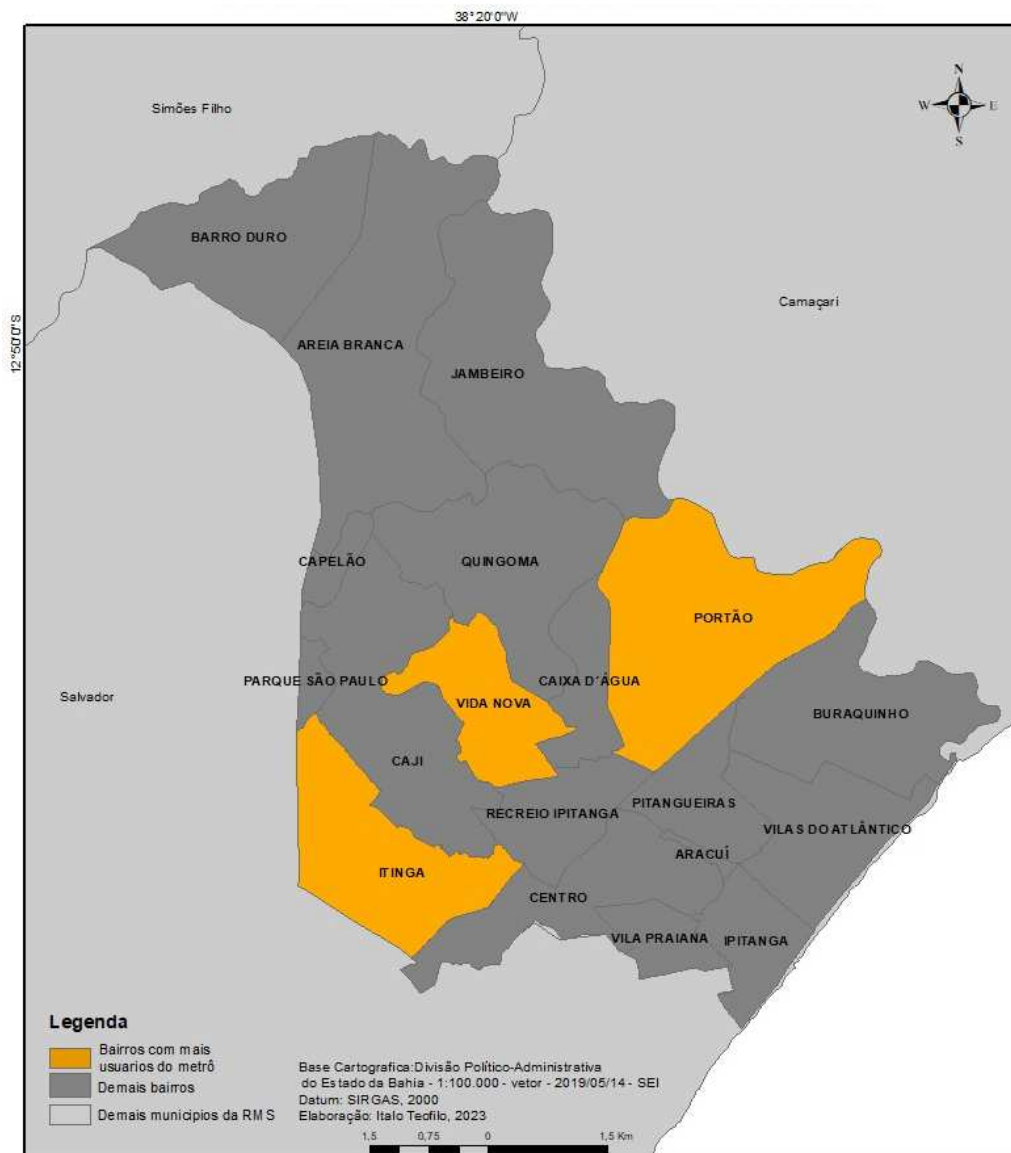 38°20'0"W
Simões Filho
N
W E
S
BARRO DURO
Camaçari
12°50'0"S
AREIA BRANCA
JAMBEIRO
CAPELÃO
QUINGOMA
PORTÃO
PARQUE SÃO PAULO
CAIXA D'ÂGUA
Salvador
VIDA NOVA
BURAQUINHO
CAJI
PITANGUEIRAS
RECREIO IPITANGA
VILAS DO ATLÂNTICO
ARACUÍ
ITINGA
CENTRO
VILA PRAIANA
IPITANGA
Legenda
Bairros com mais
usuarios do metrô
Demais bairros
Demais municipios da RMS
Base Cartografica:Divisão Político-Administrativa
do Estado da Bahia - 1:100.000 - vetor - 2019/05/14 - SEI
Datum: SIRGAS, 2000
Elaboração: Italo Teofilo, 2023
1,5 0,75 0 1,5 Km